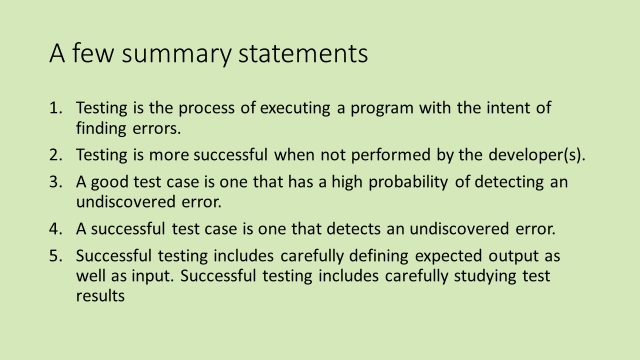 A few summary statements
1. Testing is the process of executing a program with the intent of
finding errors.
2. Testing is more successful when not performed by the developer(s).
3. A good test case is one that has a high probability of detecting an
undiscovered error.
4. A successful test case is one that detects an undiscovered error.
5. Successful testing includes carefully defining expected output as
well as input. Successful testing includes carefully studying test
results